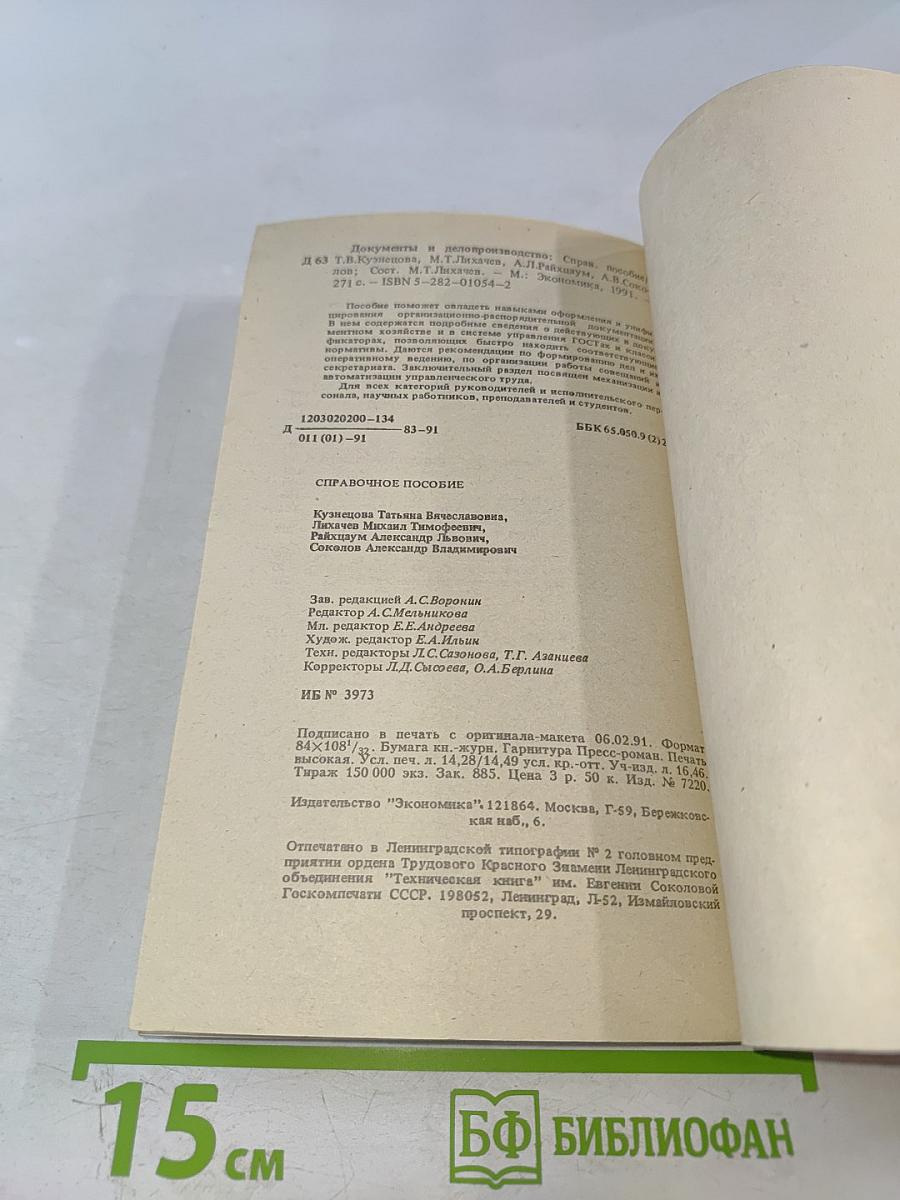 Документы и делопроизводство: Справ. пособие/
Д 63 Т.В.Кузнецова, М.Т.Лихачев, А.Л.Райхцаум, А.В.Соко-
лов; Сост. М.Т.Лихачев. — М.: Экономика, 1991. —
271 с. — ISBN 5—282—01054—2
Пособие поможет овладеть навыками оформления и унифи-
цирования организационно-распорядительной документации.
В нем содержатся подробные сведения о действующих в доку-
ментном хозяйстве и в системе управления ГОСТах и класси-
фикаторах, позволяющих быстро находить соответствующие
нормативы. Даются рекомендации по формированию дел и их
оперативному ведению, по организации работы совещаний и
секретариата. Заключительный раздел посвящен механизации и
автоматизации управленческого труда.
Для всех категорий руководителей и исполнительского пер-
сонала, научных работников, преподавателей и студентов.
1203020200—134
Д 83—91
011 (01) —91
ББК 65.050.9 (2) 2
СПРАВОЧНОЕ ПОСОБИЕ
Кузнецова Татьяна Вячеславовна,
Лихачев Михаил Тимофеевич,
Райхцаум Александр Львович,
Соколов Александр Владимирович
Зав. редакцией А.С.Воронин
Редактор А.С.Мельникова
Мл. редактор Е.Е.Андреева
Худож. редактор Е.А.Ильин
Техн. редакторы Л.С.Сазонова, Т.Г. Азанцева
Корректоры Л.Д.Сысоева, О.А.Берлина
ИБ № 3973
Подписано в печать с оригинала-макета 06.02.91. Формат
84×108¹/₃₂. Бумага кн.-журн. Гарнитура Пресс-роман. Печать
высокая. Усл. печ. л. 14,28/14,49 усл. кр.-отт. Уч-изд. л. 16,46.
Тираж 150 000 экз. Зак. 885. Цена 3 р. 50 к. Изд. № 7220.
Издательство "Экономика", 121864. Москва, Г-59, Бережковс-
кая наб,, 6.
Отпечатано в Ленинградской типографии № 2 головном пред-
приятии ордена Трудового Красного Знамени Ленинградского
объединения "Техническая книга" им. Евгении Соколовой
Госкомпечати СССР. 198052, Ленинград, Л-52, Измайловский
проспект, 29.
15 см
БФ БИБЛИОФАН